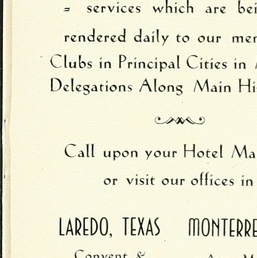 services which are bei
rendered daily to our mem
Clubs in Principal Cities in
Delegations Along Main Hi
Call upon your Hotel Ma
or visit our offices in
LAREDO, TEXAS MONTERRE
Convent &